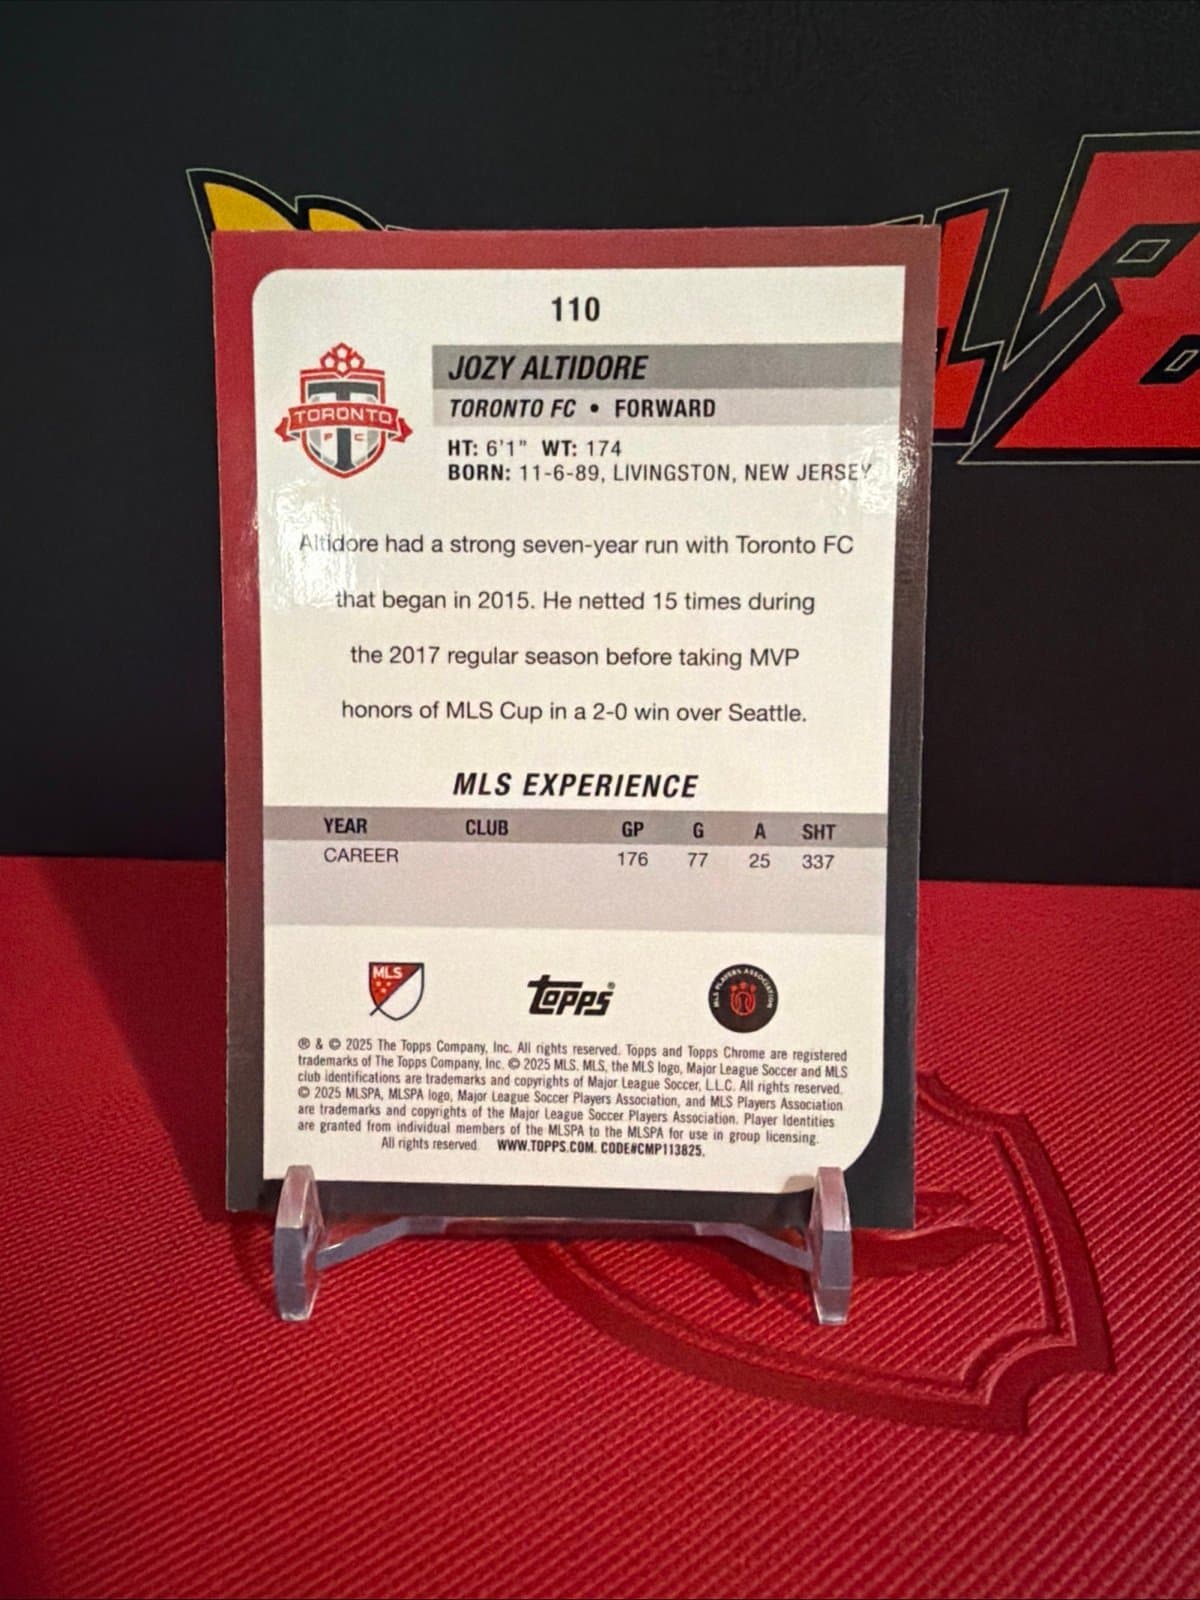 110
TORONTO
F C
JOZY ALTIDORE
TORONTO FC • FORWARD
HT: 6'1" WT: 174
BORN: 11-6-89, LIVINGSTON, NEW JERSEY
Altidore had a strong seven-year run with Toronto FC
that began in 2015. He netted 15 times during
the 2017 regular season before taking MVP
honors of MLS Cup in a 2-0 win over Seattle.
MLS EXPERIENCE
YEAR CLUB GP G A SHT
CAREER 176 77 25 337
MLS
Topps®
MLS PLAYERS ASSOCIATION
® & © 2025 The Topps Company, Inc. All rights reserved. Topps and Topps Chrome are registered
trademarks of The Topps Company, Inc. © 2025 MLS. MLS, the MLS logo, Major League Soccer and MLS
club identifications are trademarks and copyrights of Major League Soccer, L.L.C. All rights reserved.
© 2025 MLSPA, MLSPA logo, Major League Soccer Players Association, and MLS Players Association
are trademarks and copyrights of the Major League Soccer Players Association. Player Identities
are granted from individual members of the MLSPA to the MLSPA for use in group licensing.
All rights reserved. WWW.TOPPS.COM. CODE#CMP113825.